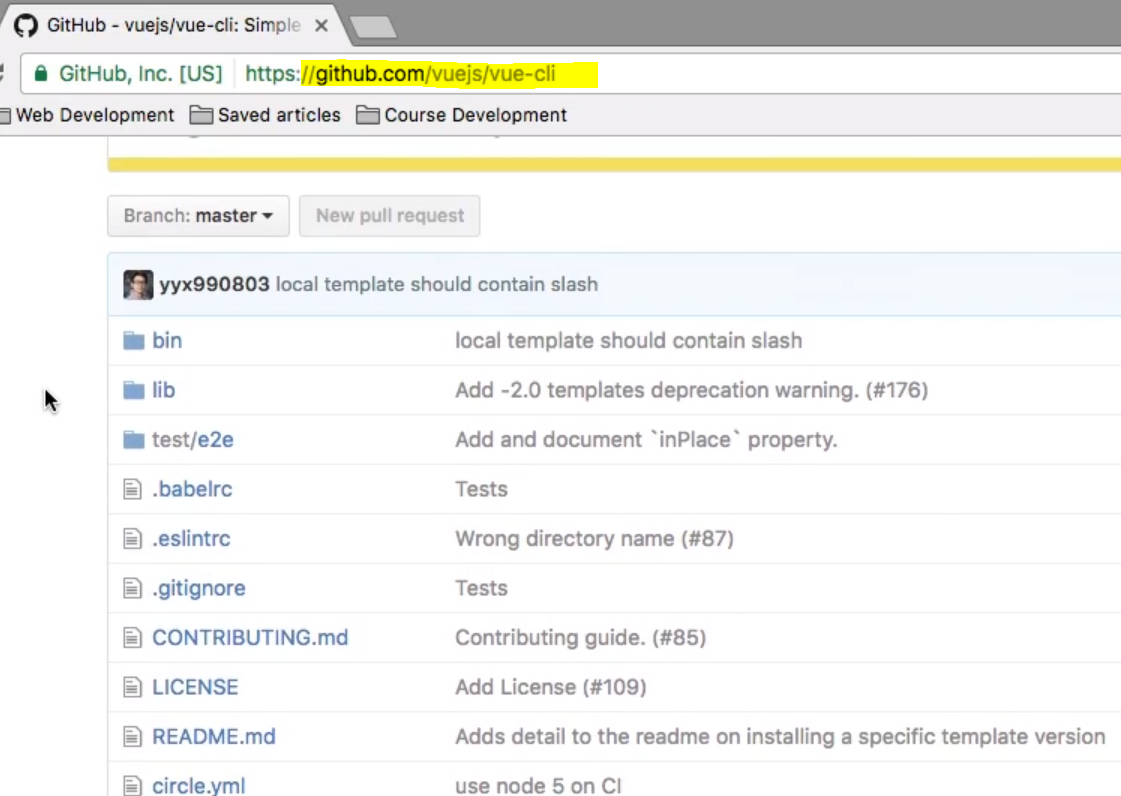 GitHub - vuejs/vue-cli: Simple
GitHub, Inc. [US] https://github.com/vuejs/vue-cli
Web Development Saved articles Course Development
Branch: master New pull request
yyx990803 local template should contain slash
bin local template should contain slash
lib Add -2.0 templates deprecation warning. (#176)
test/e2e Add and document `inPlace` property.
.babelrc Tests
.eslintrc Wrong directory name (#87)
.gitignore Tests
CONTRIBUTING.md Contributing guide. (#85)
LICENSE Add License (#109)
README.md Adds detail to the readme on installing a specific template version
circle.yml use node 5 on CI